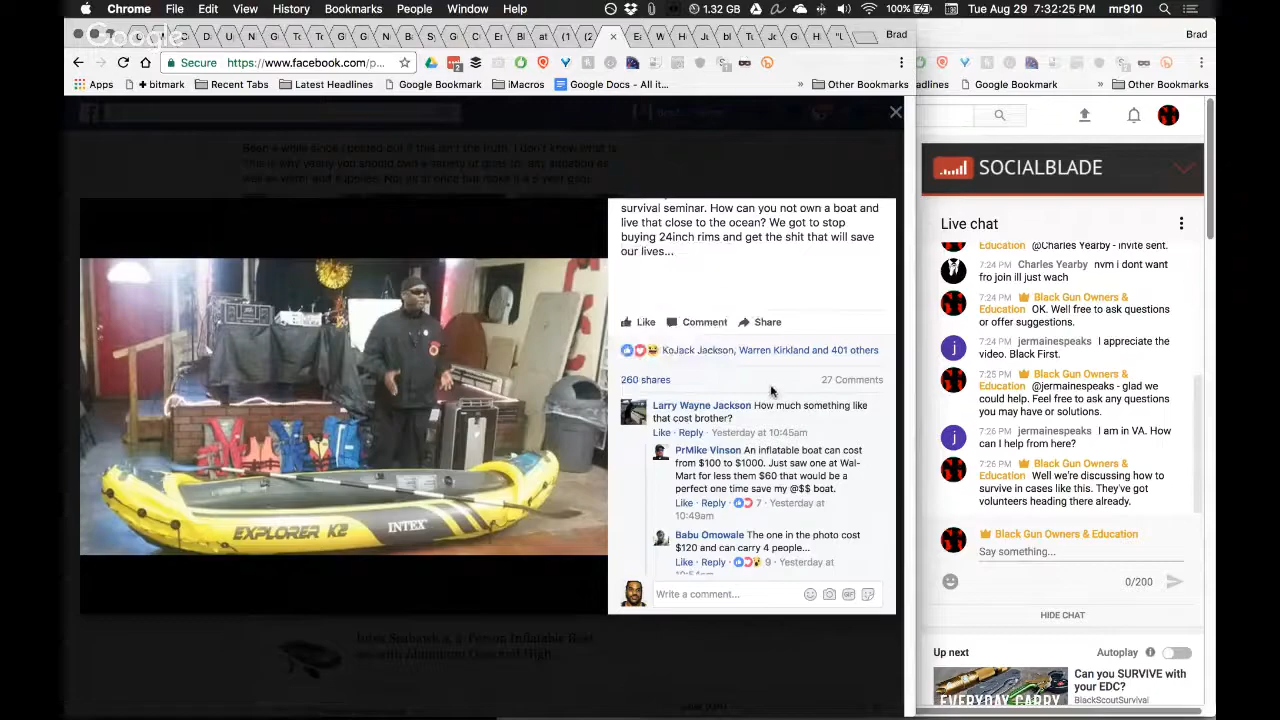 Chrome File Edit View History Bookmarks People Window Help 1.32 GB 100% Tue Aug 29 7:32:25 PM mr910
Google
Brad
Brad
Secure https://www.facebook.com/p...
Apps + bitmark Recent Tabs Latest Headlines Google Bookmark iMacros Google Docs - All it... » Other Bookmarks
adlines Google Bookmark » Other Bookmarks
survival seminar. How can you not own a boat and
live that close to the ocean? We got to stop
buying 24inch rims and get the shit that will save
our lives...
Like Comment Share
KoJack Jackson, Warren Kirkland and 401 others
260 shares 27 Comments
Larry Wayne Jackson How much something like
that cost brother?
Like · Reply · Yesterday at 10:45am
PrMike Vinson An inflatable boat can cost
from $100 to $1000. Just saw one at Wal-
Mart for less them $60 that would be a
perfect one time save my @$$ boat.
Like · Reply · 7 · Yesterday at
10:49am
Babu Omowale The one in the photo cost
$120 and can carry 4 people...
Like · Reply · 9 · Yesterday at
Write a comment...
GIF
EXPLORER K2 INTEX
SOCIALBLADE
Live chat
Education @Charles Yearby - invite sent.
7:24 PM Charles Yearby nvm i dont want
fro join ill just wach
7:24 PM Black Gun Owners &
Education OK. Well free to ask questions
or offer suggestions.
7:24 PM jermainespeaks I appreciate the
video. Black First.
7:25 PM Black Gun Owners &
Education @jermainespeaks - glad we
could help. Feel free to ask any questions
you may have or solutions.
7:26 PM jermainespeaks I am in VA. How
can I help from here?
7:26 PM Black Gun Owners &
Education Well we're discussing how to
survive in cases like this. They've got
volunteers heading there already.
Black Gun Owners & Education
Say something...
0/200
HIDE CHAT
Up next Autoplay
Can you SURVIVE with
your EDC?
BlackScoutSurvival
EVERYDAY CARRY